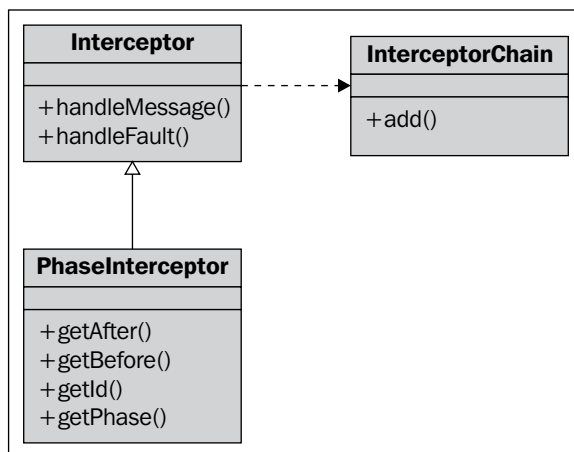 Interceptor
+handleMessage()
+handleFault()
InterceptorChain
+add()
PhaseInterceptor
+getAfter()
+getBefore()
+getId()
+getPhase()